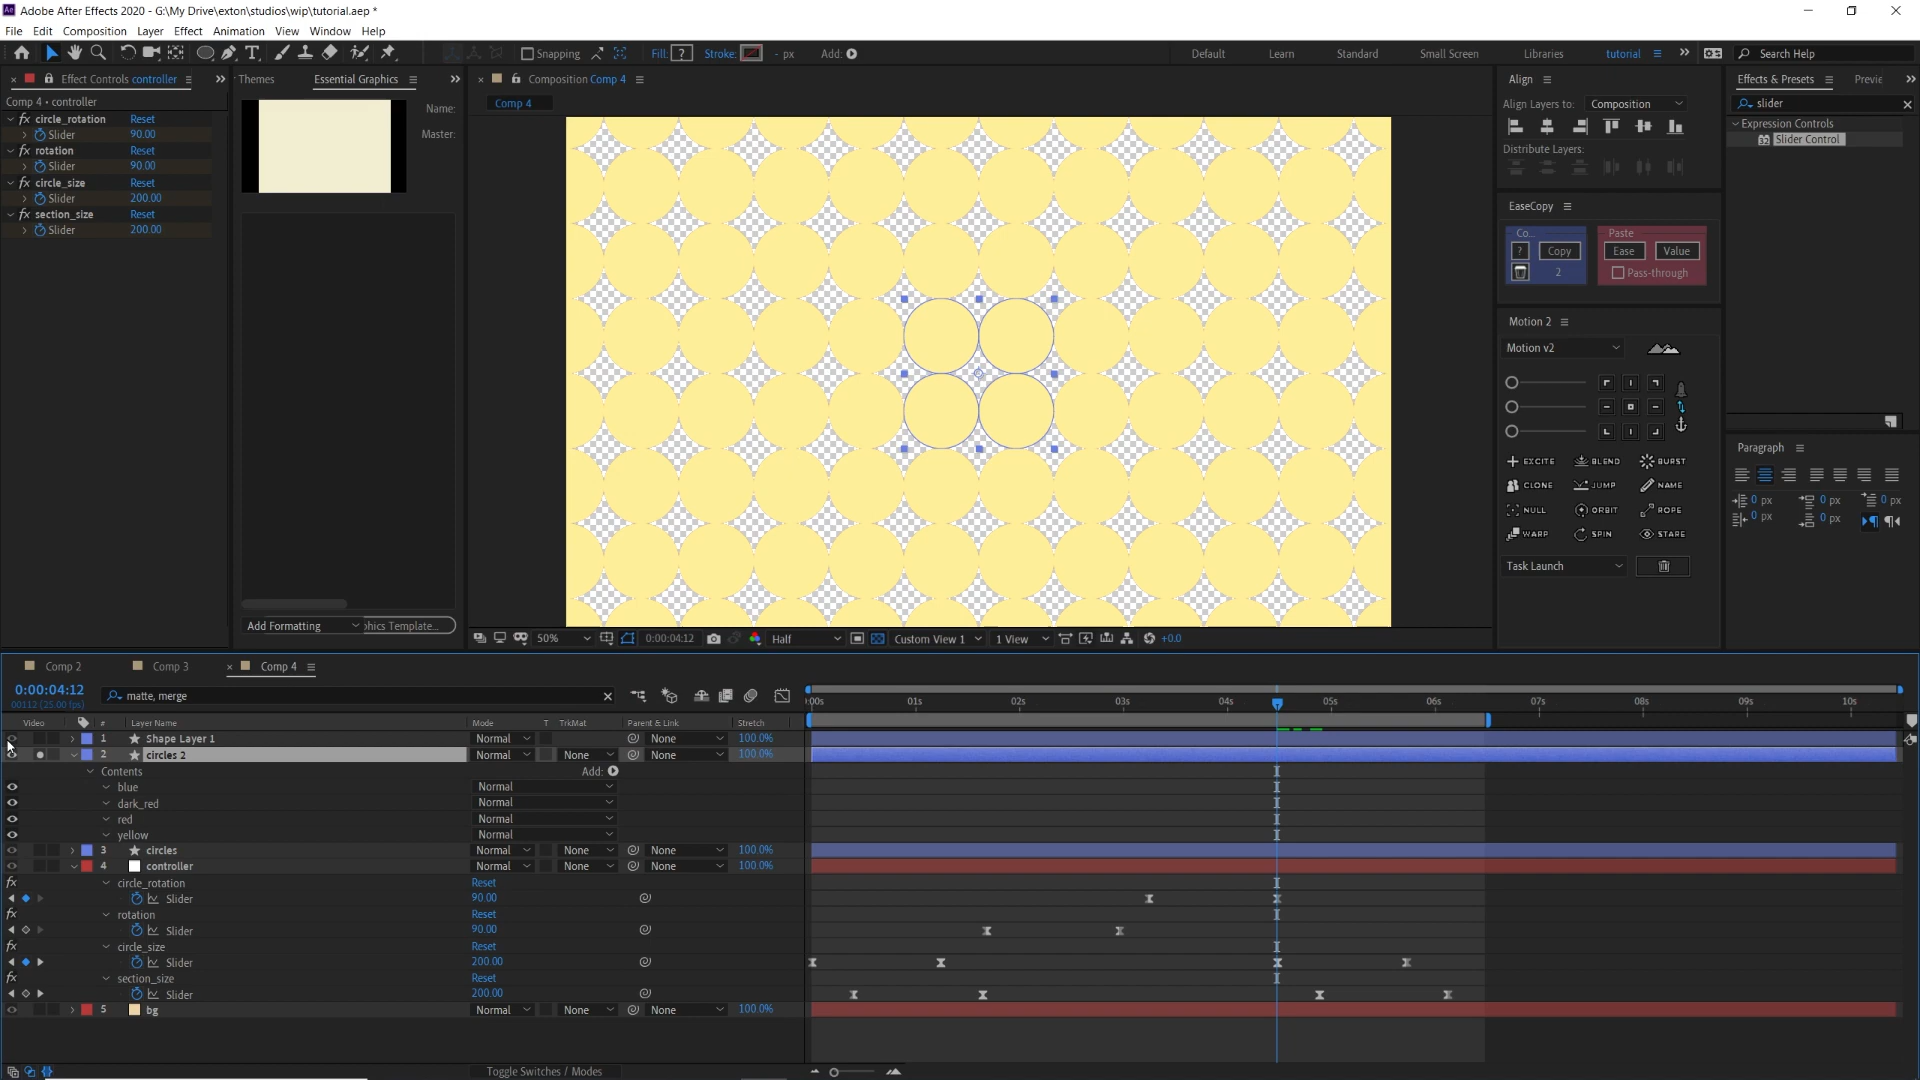 Adobe After Effects 2020 - G:\My Drive\exton\studios\wip\tutorial.aep *
File Edit Composition Layer Effect Animation View Window Help
Snapping Fill: ? Stroke: - px Add: Default Learn Standard Small Screen Libraries tutorial Search Help
Effect Controls controller
Comp 4 • controller
fx circle_rotation Reset
Slider 90.00
fx rotation Reset
Slider 90.00
fx circle_size Reset
Slider 200.00
fx section_size Reset
Slider 200.00
Themes Essential Graphics
Name:
Master:
Add Formatting phics Template...
Composition Comp 4
Comp 4
50% 0:00:04:12 Half Custom View 1 1 View +0.0
Align
Align Layers to: Composition
Distribute Layers:
EaseCopy
Co... Paste
? Copy Ease Value
2 Pass-through
Motion 2
Motion v2
EXCITE BLEND BURST
CLONE JUMP NAME
NULL ORBIT ROPE
WARP SPIN STARE
Task Launch
Effects & Presets Previe
slider
Expression Controls
32 Slider Control
Paragraph
0 px 0 px 0 px
0 px 0 px
Comp 2 Comp 3 Comp 4
0:00:04:12
00112 (25.00 fps)
matte, merge
:00s 01s 02s 03s 04s 05s 06s 07s 08s 09s 10s
Video # Layer Name Mode T TrkMat Parent & Link Stretch
1 Shape Layer 1 Normal None 100.0%
2 circles 2 Normal None None 100.0%
Contents Add:
blue Normal
dark_red Normal
red Normal
yellow Normal
3 circles Normal None None 100.0%
4 controller Normal None None 100.0%
fx circle_rotation Reset
Slider 90.00
fx rotation Reset
Slider 90.00
fx circle_size Reset
Slider 200.00
fx section_size Reset
Slider 200.00
5 bg Normal None None 100.0%
Toggle Switches / Modes